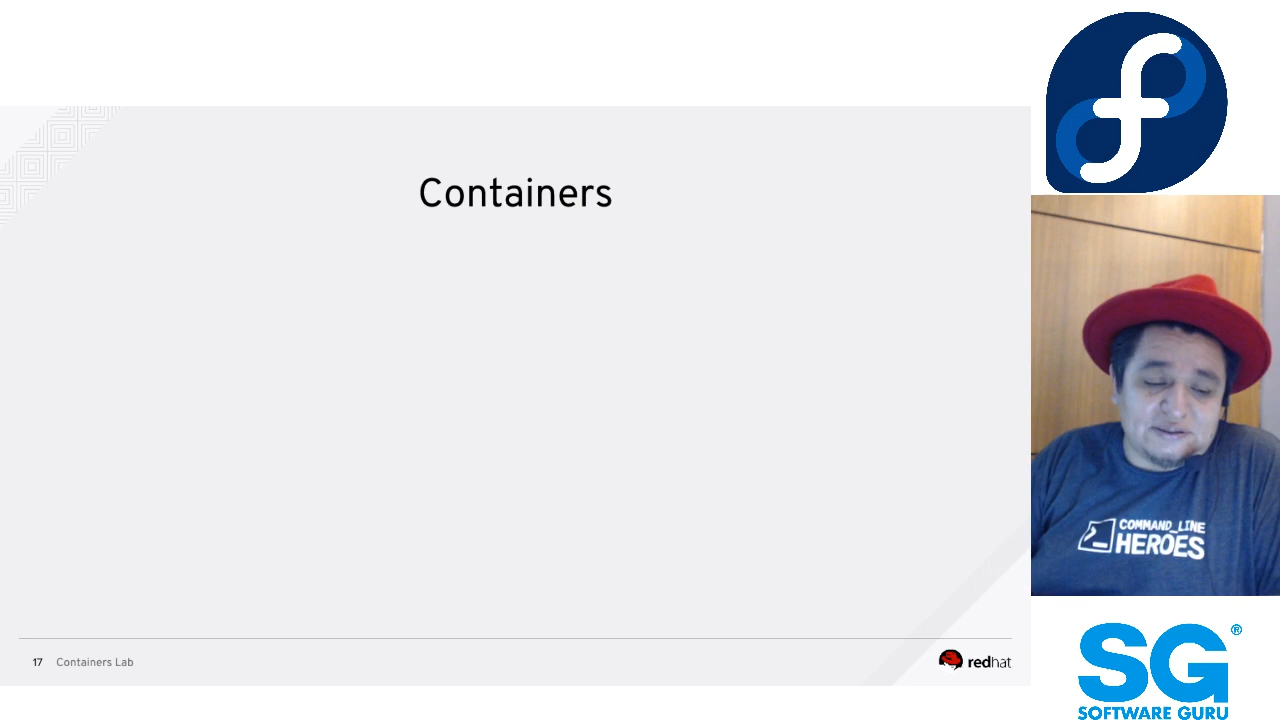 Containers
17 Containers Lab
redhat
COMMAND_LINE
HEROES
SG®
SOFTWARE GURU